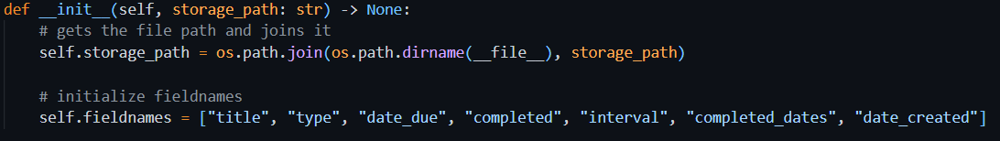 def __init__(self, storage_path: str) -> None:
# gets the file path and joins it
self.storage_path = os.path.join(os.path.dirname(__file__), storage_path)
# initialize fieldnames
self.fieldnames = ["title", "type", "date_due", "completed", "interval", "completed_dates", "date_created"]